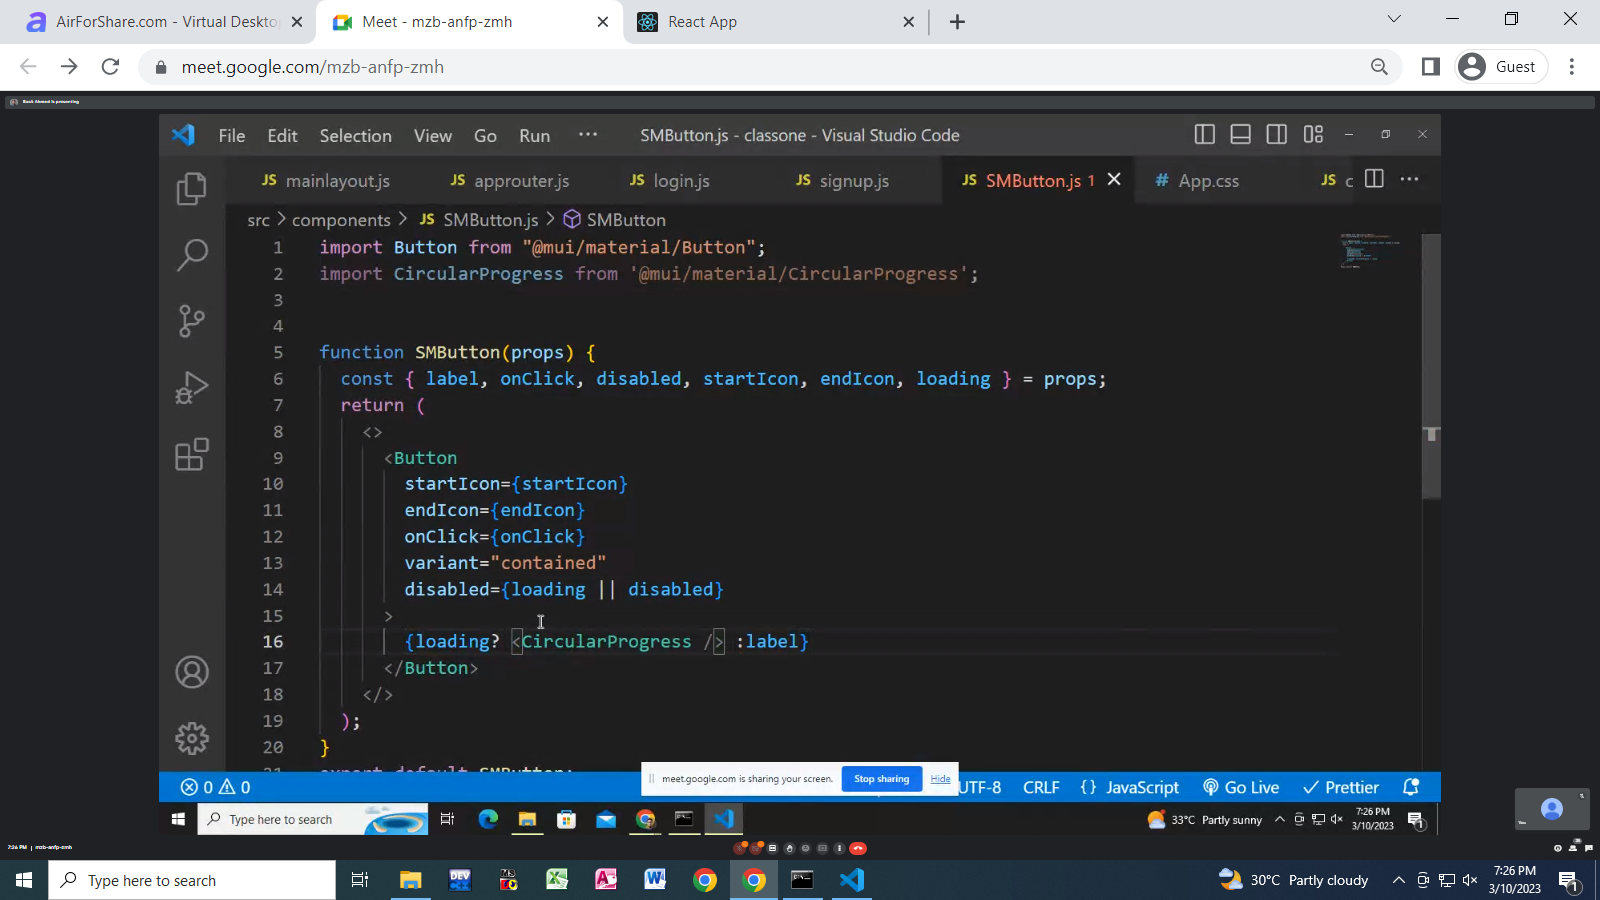 AirForShare.com - Virtual Deskto
Meet - mzb-anfp-zmh
React App
meet.google.com/mzb-anfp-zmh
Guest
is presenting
File Edit Selection View Go Run ··· SMButton.js - classone - Visual Studio Code
JS mainlayout.js JS approuter.js JS login.js JS signup.js JS SMButton.js 1 # App.css JS c
src > components > JS SMButton.js > SMButton
1 import Button from "@mui/material/Button";
2 import CircularProgress from '@mui/material/CircularProgress';
3
4
5 function SMButton(props) {
6 const { label, onClick, disabled, startIcon, endIcon, loading } = props;
7 return (
8 <>
9 <Button
10 startIcon={startIcon}
11 endIcon={endIcon}
12 onClick={onClick}
13 variant="contained"
14 disabled={loading || disabled}
15 >
16 {loading? <CircularProgress /> :label}
17 </Button>
18 </>
19 );
20 }
21 export default SMButton;
meet.google.com is sharing your screen. Stop sharing Hide
0 0 UTF-8 CRLF {} JavaScript Go Live Prettier
Type here to search 33°C Partly sunny 7:26 PM
3/10/2023 1
7:26 PM | mzb-anfp-zmh
Type here to search 30°C Partly cloudy 7:26 PM
3/10/2023 1